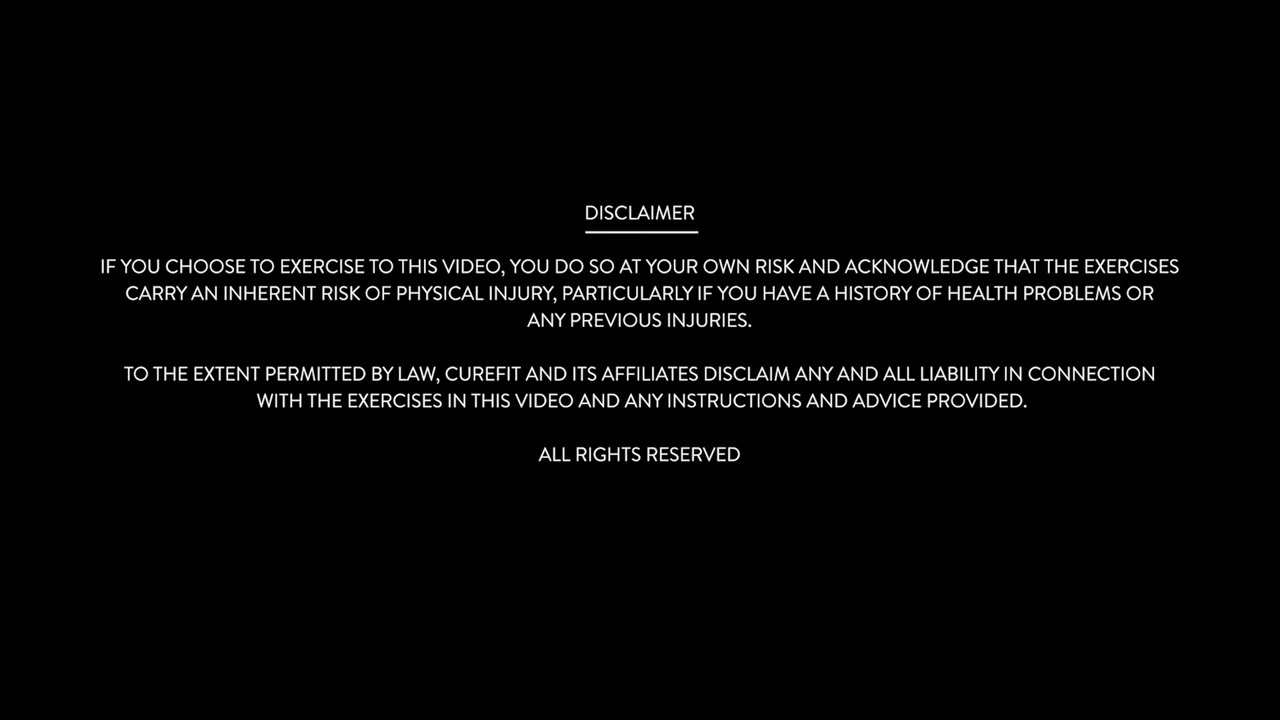 DISCLAIMER
IF YOU CHOOSE TO EXERCISE TO THIS VIDEO, YOU DO SO AT YOUR OWN RISK AND ACKNOWLEDGE THAT THE EXERCISES
CARRY AN INHERENT RISK OF PHYSICAL INJURY, PARTICULARLY IF YOU HAVE A HISTORY OF HEALTH PROBLEMS OR
ANY PREVIOUS INJURIES.
TO THE EXTENT PERMITTED BY LAW, CUREFIT AND ITS AFFILIATES DISCLAIM ANY AND ALL LIABILITY IN CONNECTION
WITH THE EXERCISES IN THIS VIDEO AND ANY INSTRUCTIONS AND ADVICE PROVIDED.
ALL RIGHTS RESERVED